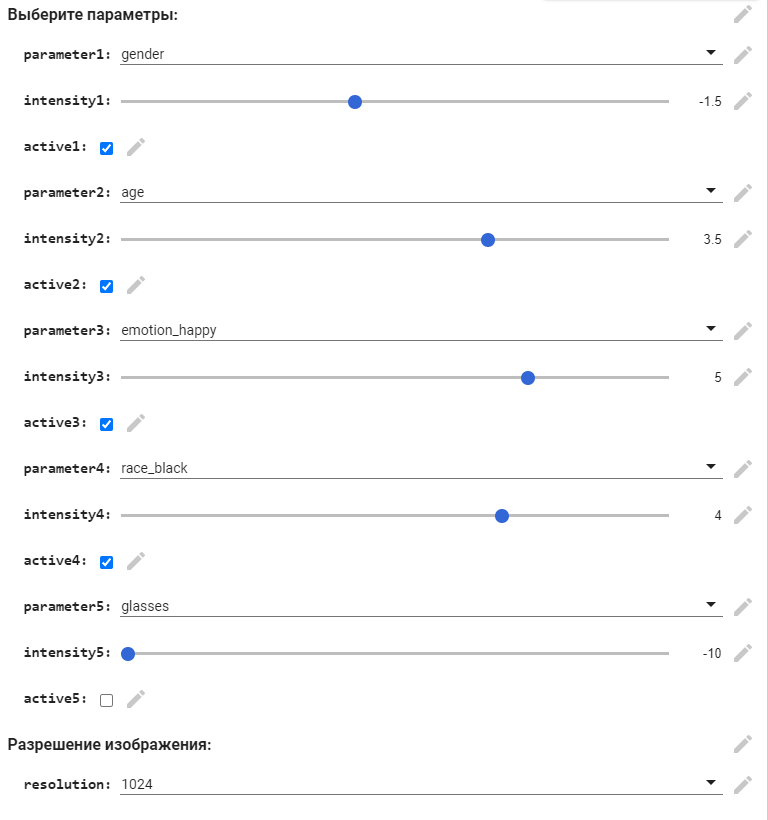 Выберите параметры:
parameter1: gender
intensity1: -1.5
active1:
parameter2: age
intensity2: 3.5
active2:
parameter3: emotion_happy
intensity3: 5
active3:
parameter4: race_black
intensity4: 4
active4:
parameter5: glasses
intensity5: -10
active5:
Разрешение изображения:
resolution: 1024